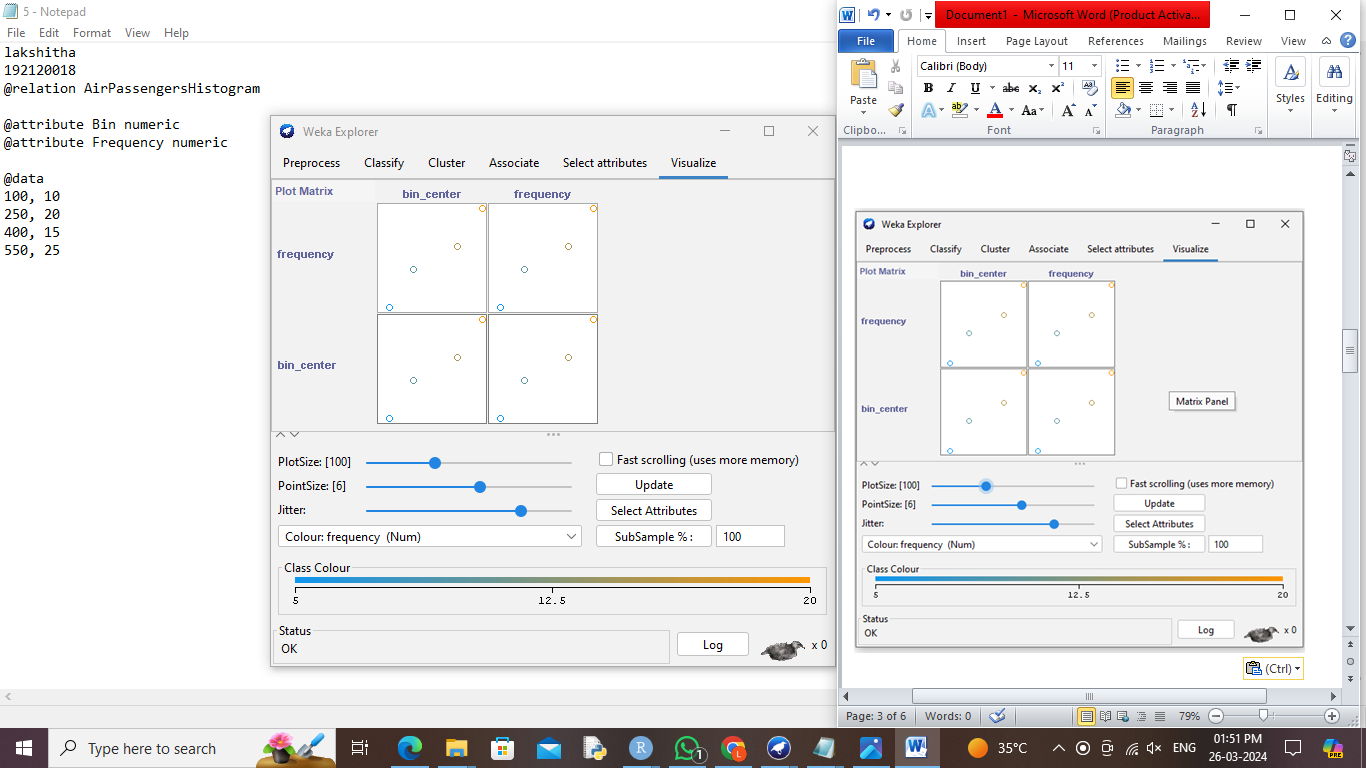 5 - Notepad
File Edit Format View Help
lakshitha
192120018
@relation AirPassengersHistogram
@attribute Bin numeric
@attribute Frequency numeric
@data
100, 10
250, 20
400, 15
550, 25
Weka Explorer
Preprocess Classify Cluster Associate Select attributes Visualize
Plot Matrix bin_center frequency
frequency
bin_center
PlotSize: [100] Fast scrolling (uses more memory)
PointSize: [6] Update
Jitter: Select Attributes
Colour: frequency (Num) SubSample % : 100
Class Colour
5 12.5 20
Status
OK Log x 0
Document1 - Microsoft Word (Product Activa...
File Home Insert Page Layout References Mailings Review View
Calibri (Body) 11
Paste
B I U abc x₂ x²
A ab A Aa A A
Styles Editing
Clipbo... Font Paragraph
Weka Explorer
Preprocess Classify Cluster Associate Select attributes Visualize
Plot Matrix bin_center frequency
frequency
bin_center
Matrix Panel
PlotSize: [100] Fast scrolling (uses more memory)
PointSize: [6] Update
Jitter: Select Attributes
Colour: frequency (Num) SubSample % : 100
Class Colour
5 12.5 20
Status
OK Log x 0
(Ctrl)
Page: 3 of 6 Words: 0 79%
Type here to search
35°C ENG 01:51 PM
26-03-2024